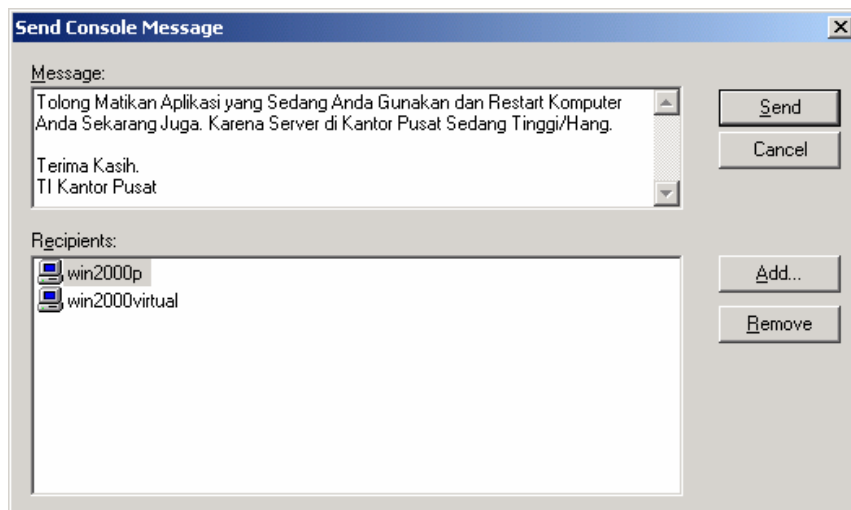 Send Console Message
Message:
Tolong Matikan Aplikasi yang Sedang Anda Gunakan dan Restart Komputer
Anda Sekarang Juga. Karena Server di Kantor Pusat Sedang Tinggi/Hang.
Terima Kasih.
TI Kantor Pusat
Send
Cancel
Recipients:
win2000p
win2000virtual
Add...
Remove